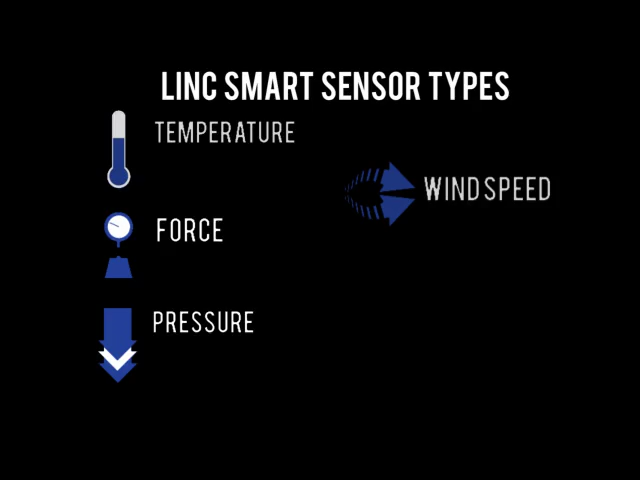 LINC SMART SENSOR TYPES
TEMPERATURE
WINDSPEED
FORCE
PRESSURE